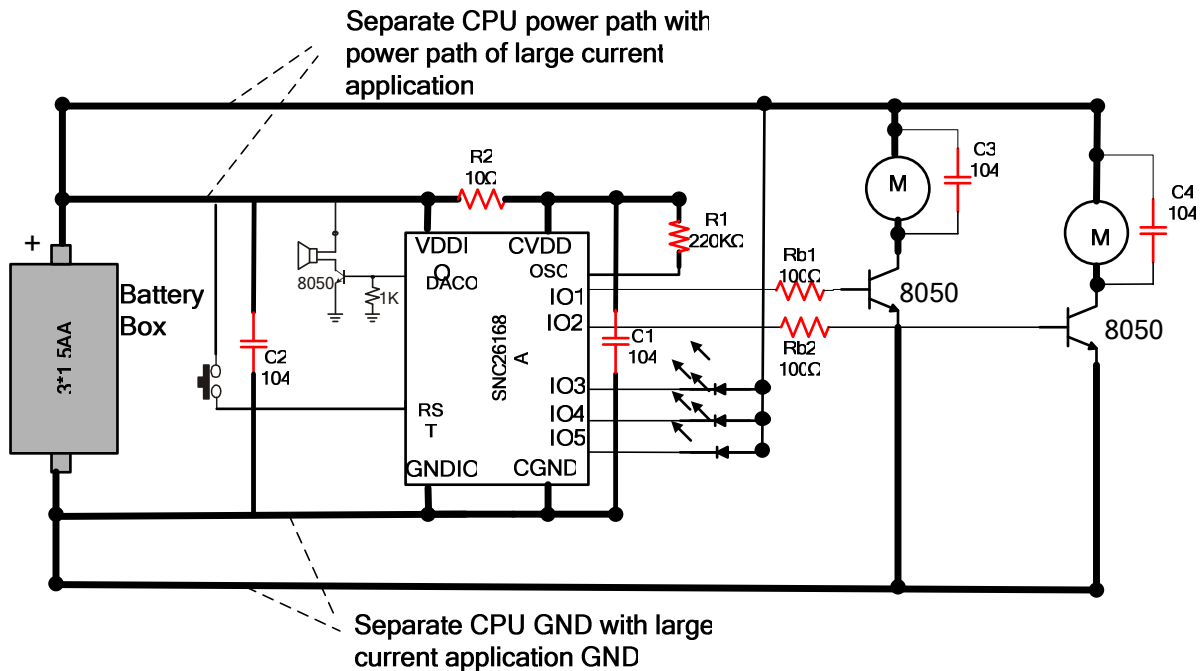 Separate CPU power path with
power path of large current
application
R2
10Ω
C3
104
M
C4
104
R1
220KΩ
M
+
VDDI
O
CVDD
OSC
DACO
8050
1K
Rb1
100Ω
8050
IO1
IO2
8050
Battery
Box
3*1.5AA
Rb2
100Ω
C2
104
SNC26168
A
C1
104
IO3
IO4
RS
T
IO5
GNDIO
CGND
Separate CPU GND with large
current application GND